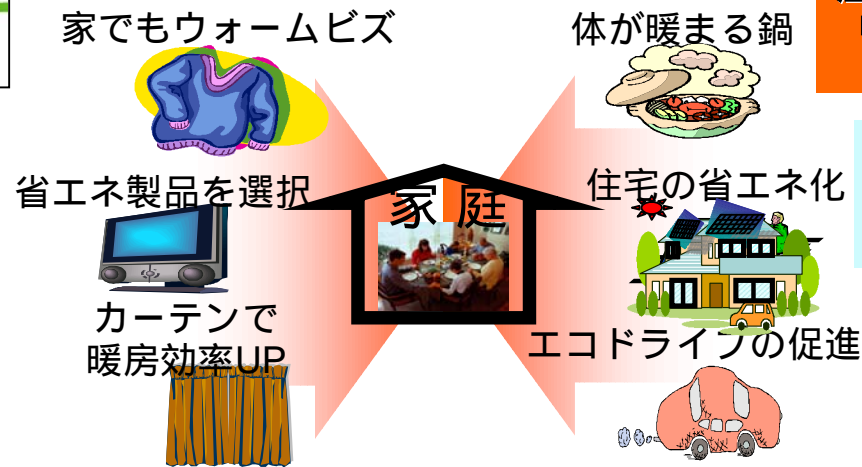 家でもウォームビズ
体が暖まる鍋
省エネ製品を選択
住宅の省エネ化
家庭
カーテンで
暖房効率UP
エコドライブの促進